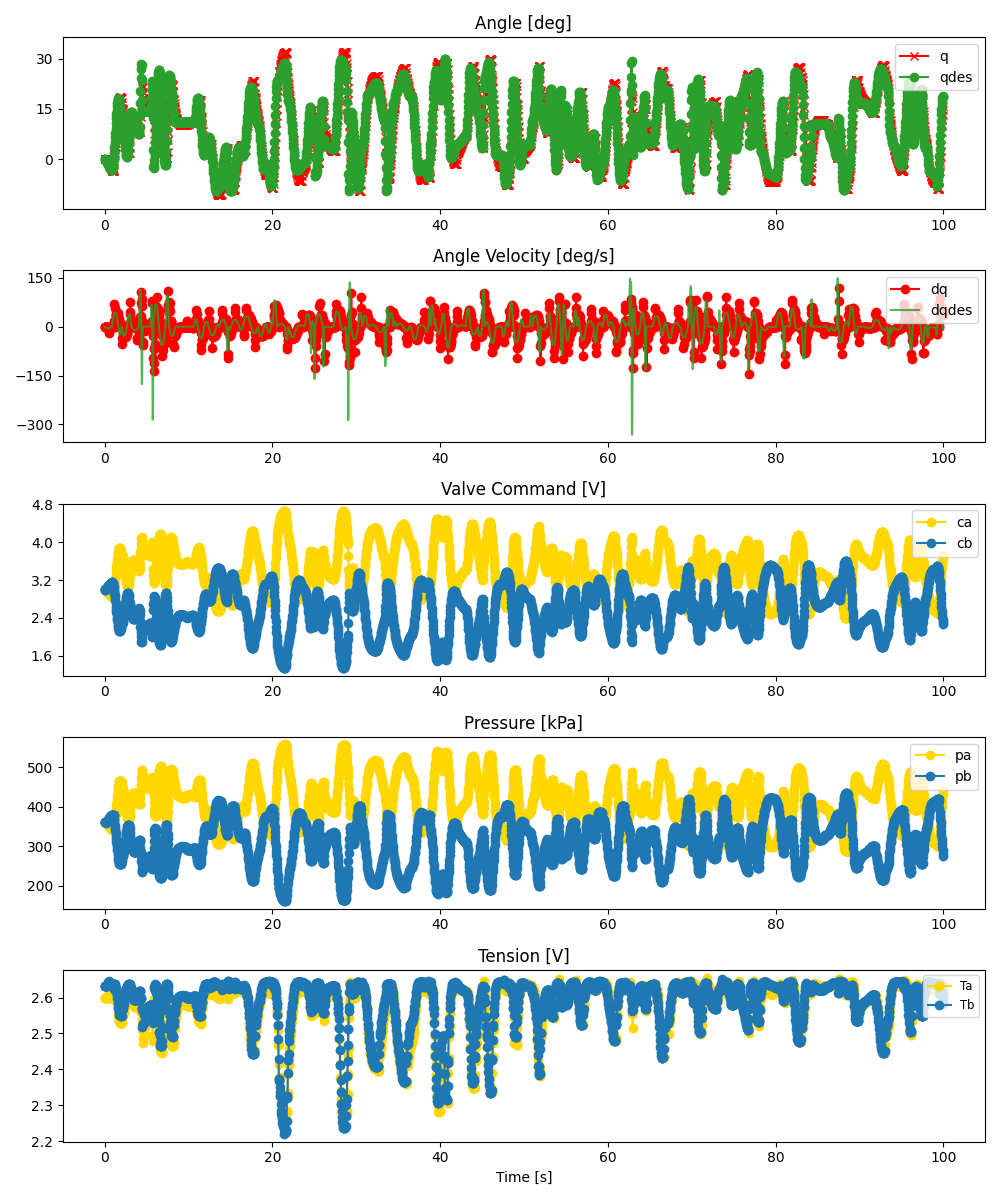 Angle [deg]
30
15
0
q
qdes
0 20 40 60 80 100
Angle Velocity [deg/s]
150
0
−150
−300
dq
dqdes
0 20 40 60 80 100
Valve Command [V]
4.8
4.0
3.2
2.4
1.6
ca
cb
0 20 40 60 80 100
Pressure [kPa]
500
400
300
200
pa
pb
0 20 40 60 80 100
Tension [V]
2.6
2.5
2.4
2.3
2.2
Ta
Tb
0 20 40 60 80 100
Time [s]